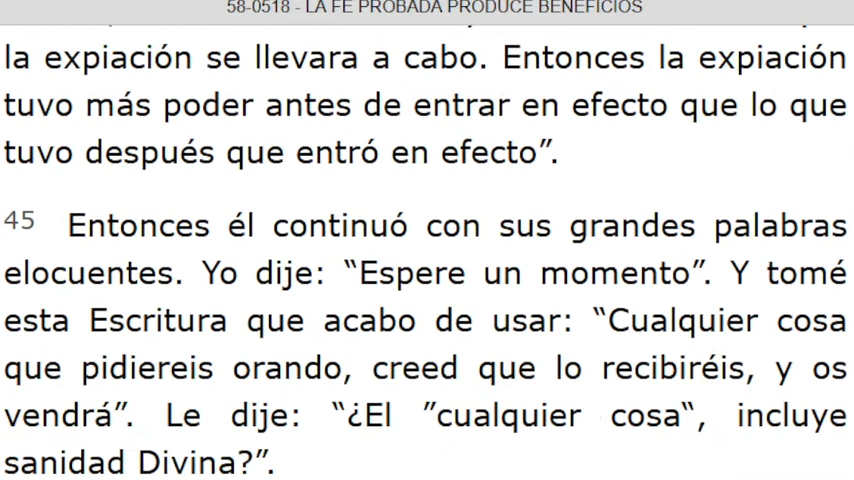 58-0518 - LA FE PROBADA PRODUCE BENEFICIOS
la expiación se llevara a cabo. Entonces la expiación
tuvo más poder antes de entrar en efecto que lo que
tuvo después que entró en efecto”.
45 Entonces él continuó con sus grandes palabras
elocuentes. Yo dije: “Espere un momento”. Y tomé
esta Escritura que acabo de usar: “Cualquier cosa
que pidiereis orando, creed que lo recibiréis, y os
vendrá”. Le dije: “¿El ”cualquier cosa“, incluye
sanidad Divina?”.